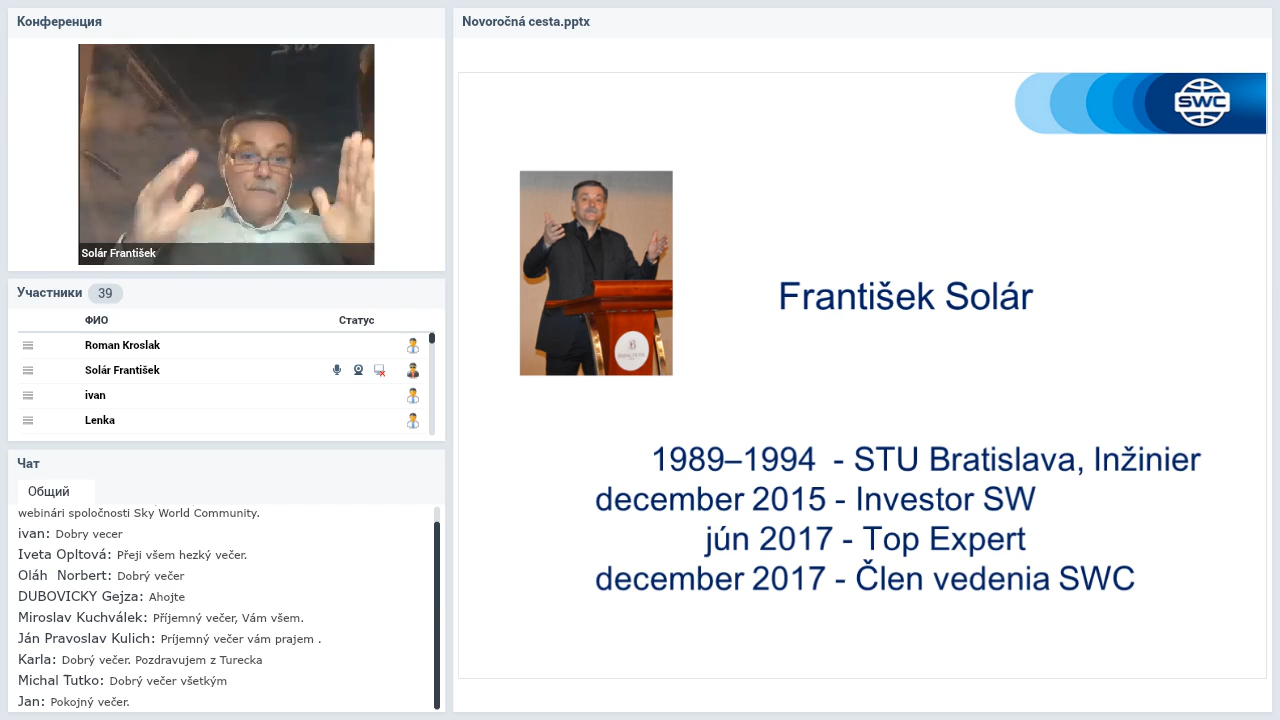 Конференция
Solár František
Участники 39
ФИО Статус
Roman Kroslak
Solár František
ivan
Lenka
Чат
Общий
webinári spoločnosti Sky World Community.
ivan: Dobry vecer
Iveta Opltová: Přeji všem hezký večer.
Oláh Norbert: Dobrý večer
DUBOVICKY Gejza: Ahojte
Miroslav Kuchválek: Příjemný večer, Vám všem.
Ján Pravoslav Kulich: Príjemný večer vám prajem .
Karla: Dobrý večer. Pozdravujem z Turecka
Michal Tutko: Dobrý večer všetkým
Jan: Pokojný večer.
Novoročná cesta.pptx
SWC
František Solár
1989–1994 - STU Bratislava, Inžinier
december 2015 - Investor SW
jún 2017 - Top Expert
december 2017 - Člen vedenia SWC